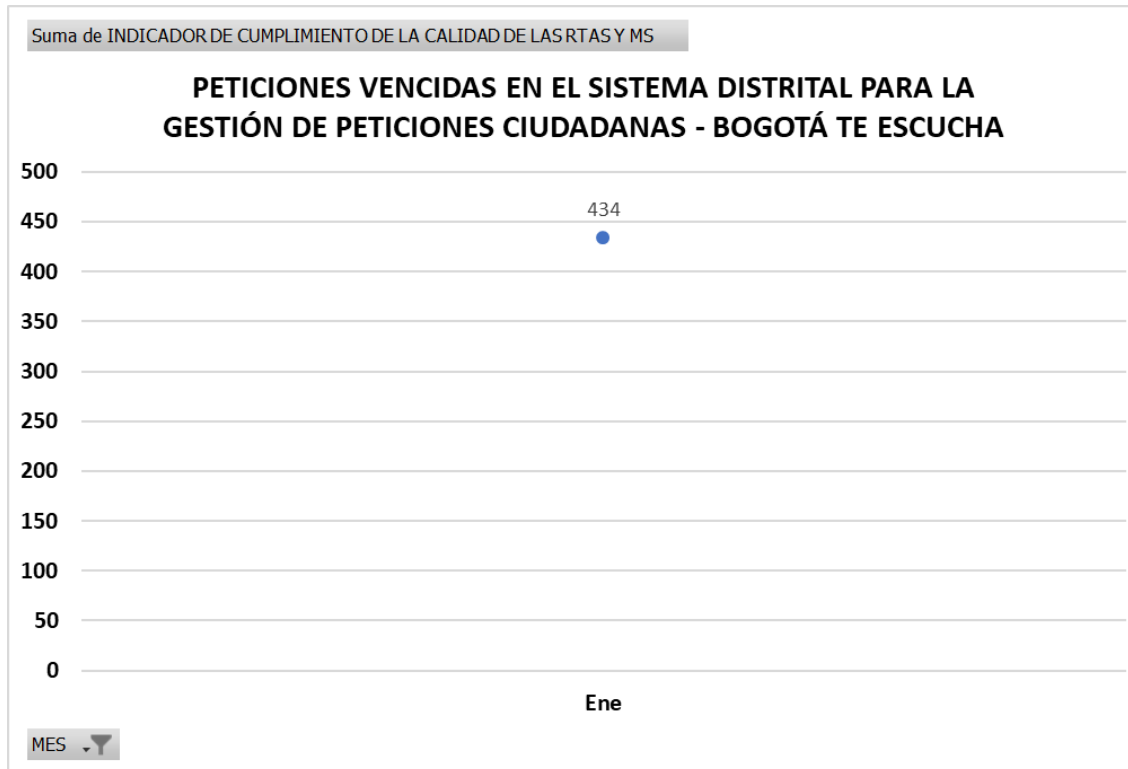 Suma de INDICADOR DE CUMPLIMIENTO DE LA CALIDAD DE LAS RTAS Y MS
PETICIONES VENCIDAS EN EL SISTEMA DISTRITAL PARA LA
GESTIÓN DE PETICIONES CIUDADANAS - BOGOTÁ TE ESCUCHA
500
450
434
400
350
300
250
200
150
100
50
0
Ene
MES